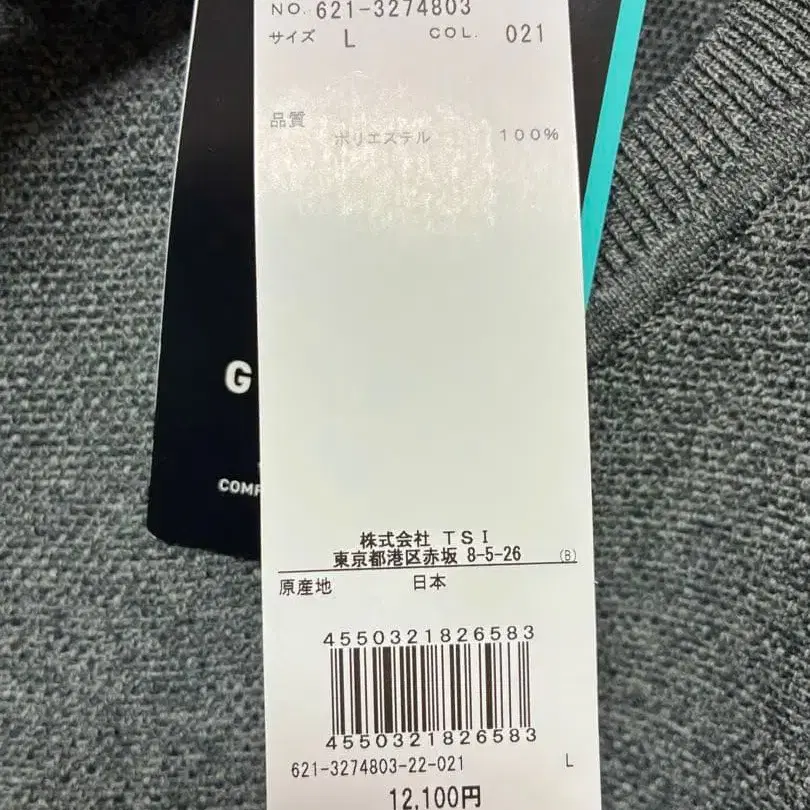 NO. 621-3274803
サイズ L COL. 021
品質
ポリエステル 100%
G
COMP
株式会社 TSI
東京都港区赤坂 8-5-26 (B)
原産地 日本
4550321826583
4550321826583
621-3274803-22-021 L
12,100円